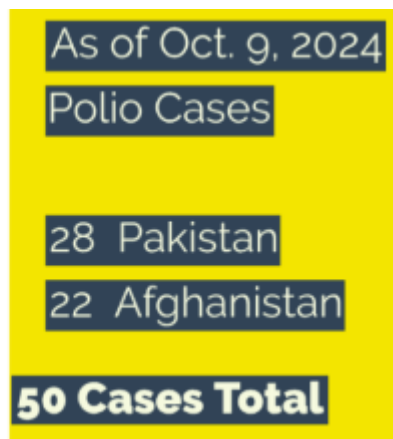 As of Oct. 9, 2024
Polio Cases
28 Pakistan
22 Afghanistan
50 Cases Total